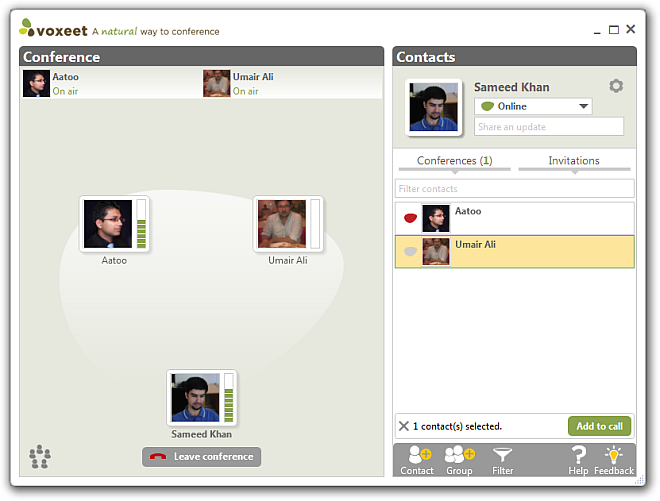 voxeet A natural way to conference
Conference
Aatoo
On air
Umair Ali
On air
Aatoo
Umair Ali
Sameed Khan
Leave conference
Contacts
Sameed Khan
Online
Share an update
Conferences (1)
Invitations
Filter contacts
Aatoo
Umair Ali
1 contact(s) selected.
Add to call
Contact
Group
Filter
Help
Feedback